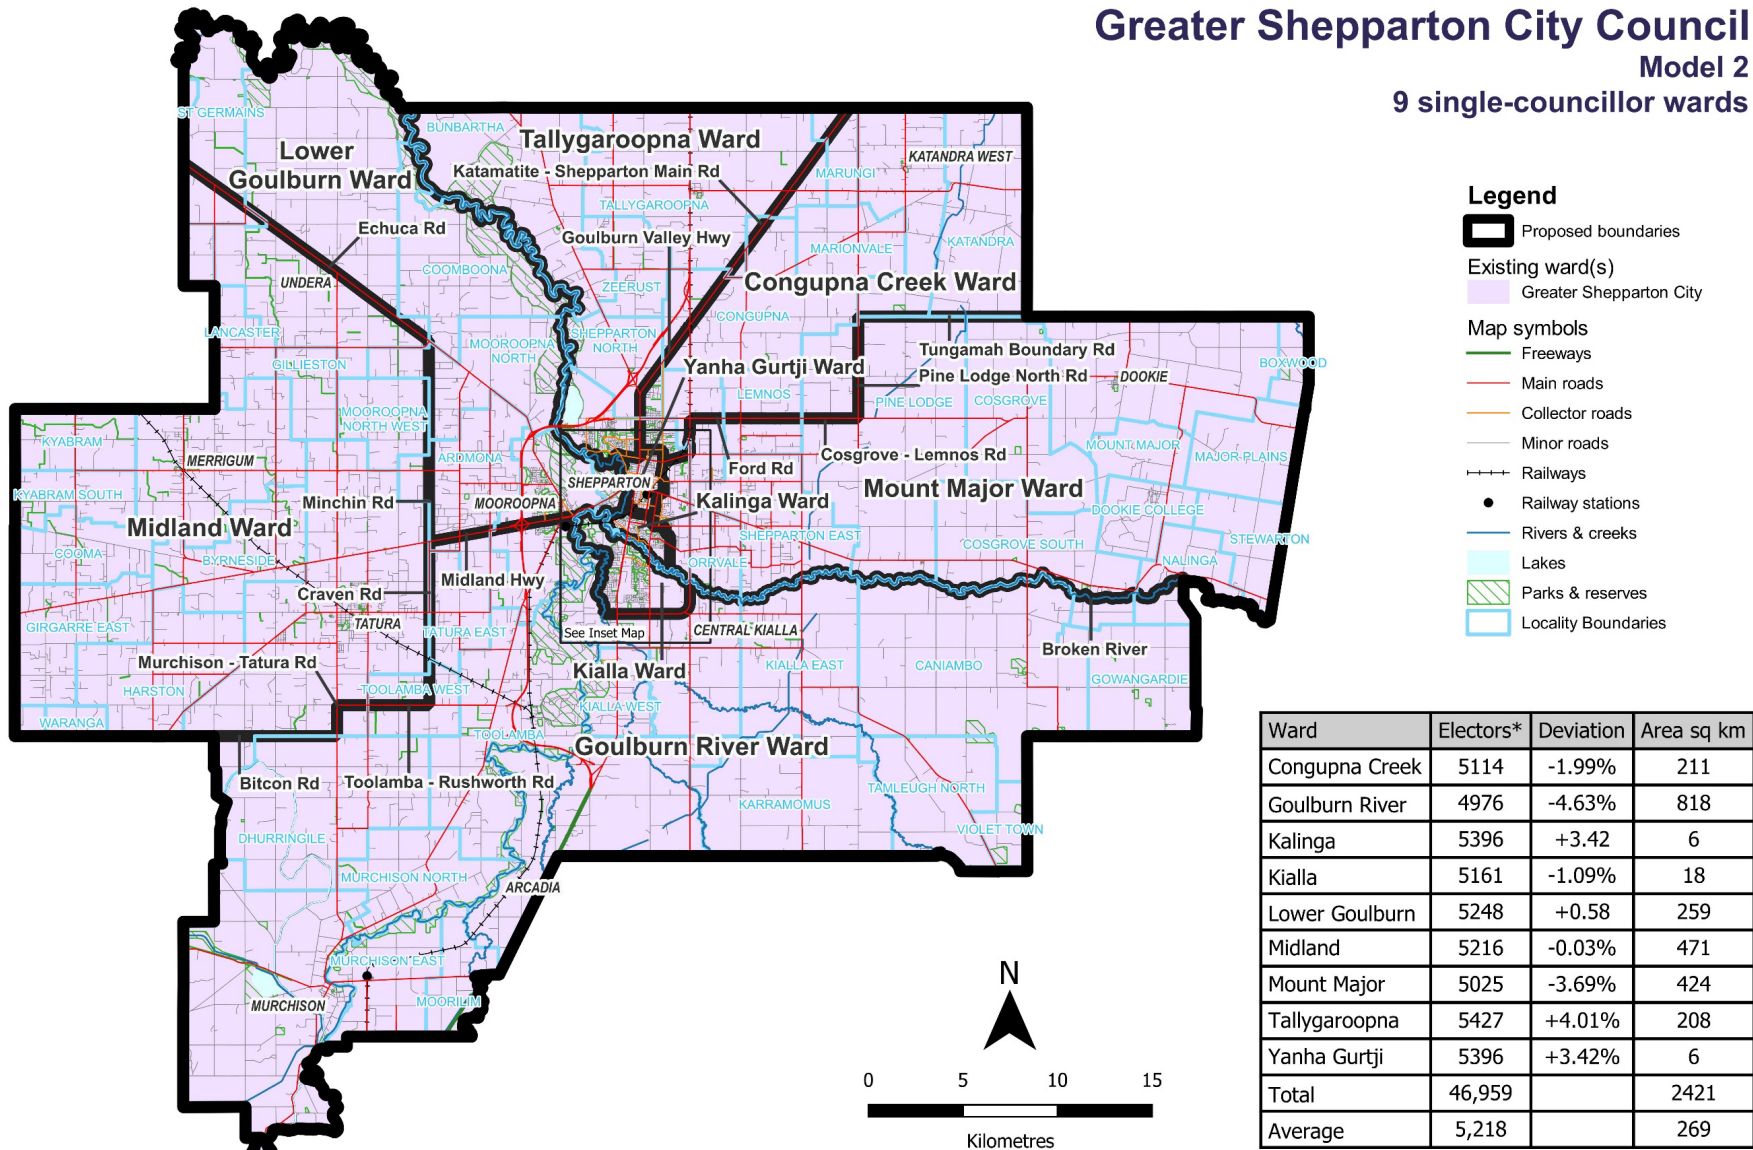 Greater Shepparton City Council
Model 2
9 single-councillor wards
ST GERMAINS
BUNBARTHA
Tallygaroopna Ward
Lower
Goulburn Ward
Katamatite - Shepparton Main Rd
KATANDRA WEST
MARUNGI
TALLYGAROOPNA
Echuca Rd
Goulburn Valley Hwy
MARIONVALE
KATANDRA
COOMBOONA
UNDERA
ZEERUST
Congupna Creek Ward
CONGUPNA
LANCASTER
MOOROOPNA
NORTH
SHEPPARTON
NORTH
Tungamah Boundary Rd
GILLIESTON
Yanha Gurtji Ward
Pine Lodge North Rd
DOOKIE
BOXWOOD
LEMNOS
PINE LODGE
COSGROVE
MOOROOPNA
NORTH WEST
KYABRAM
MERRIGUM
ARDMONA
Cosgrove - Lemnos Rd
MOUNT MAJOR
MAJOR PLAINS
Ford Rd
SHEPPARTON
KYABRAM SOUTH
Minchin Rd
MOOROOPNA
Kalinga Ward
Mount Major Ward
DOOKIE COLLEGE
Midland Ward
SHEPPARTON EAST
COSGROVE SOUTH
STEWARTON
COOMA
BYRNESIDE
ORRVALE
NALINGA
Midland Hwy
Craven Rd
GIRGARRE EAST
TATURA
TATURA EAST
See Inset Map
CENTRAL KIALLA
Broken River
Murchison - Tatura Rd
Kialla Ward
KIALLA EAST
CANIAMBO
GOWANGARDIE
HARSTON
TOOLAMBA WEST
KIALLA WEST
WARANGA
TOOLAMBA
Goulburn River Ward
Bitcon Rd
Toolamba - Rushworth Rd
KARRAMOMUS
TAMLEUGH NORTH
VIOLET TOWN
DHURRINGILE
MURCHISON NORTH
ARCADIA
MURCHISON EAST
MURCHISON
MOORILIM
Legend
Proposed boundaries
Existing ward(s)
Greater Shepparton City
Map symbols
Freeways
Main roads
Collector roads
Minor roads
Railways
Railway stations
Rivers & creeks
Lakes
Parks & reserves
Locality Boundaries
N
0 5 10 15
Kilometres
Ward Electors* Deviation Area sq km
Congupna Creek 5114 -1.99% 211
Goulburn River 4976 -4.63% 818
Kalinga 5396 +3.42 6
Kialla 5161 -1.09% 18
Lower Goulburn 5248 +0.58 259
Midland 5216 -0.03% 471
Mount Major 5025 -3.69% 424
Tallygaroopna 5427 +4.01% 208
Yanha Gurtji 5396 +3.42% 6
Total 46,959 2421
Average 5,218 269